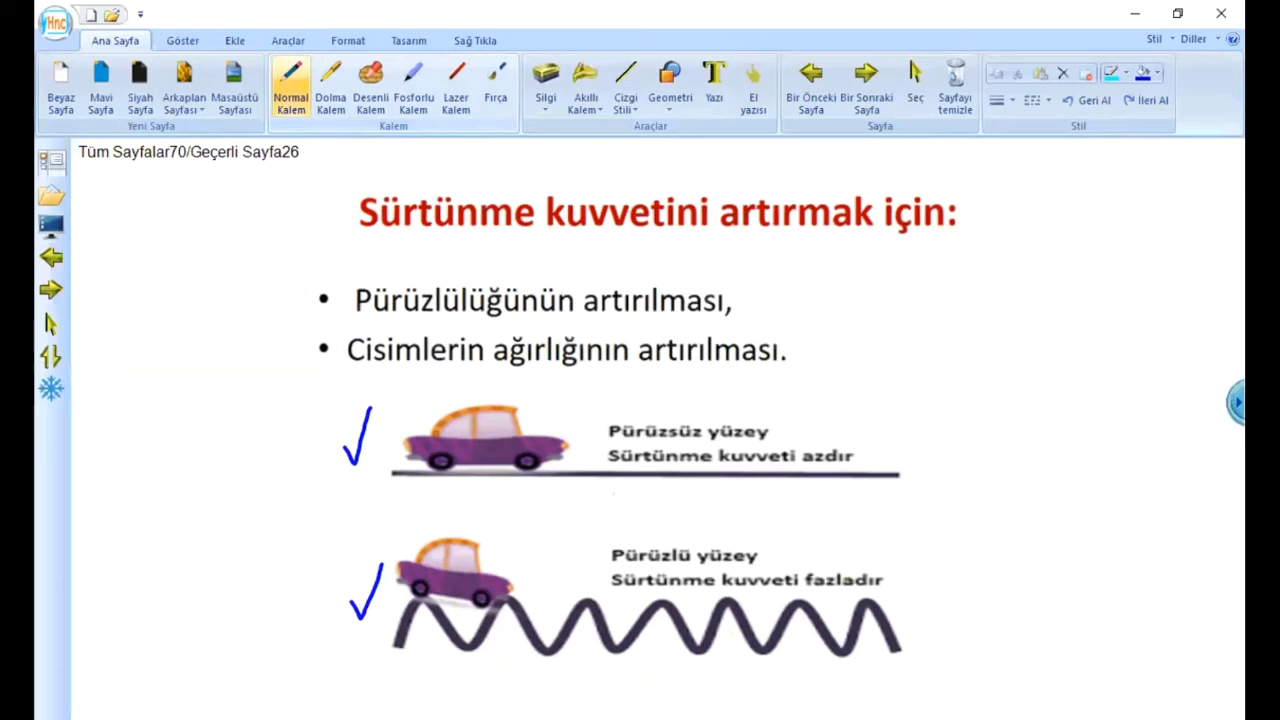 Hnc
Stil Diller
Ana Sayfa Göster Ekle Araçlar Format Tasarım Sağ Tıkla
Beyaz Sayfa
Mavi Sayfa
Siyah Sayfa
Arkaplan Sayfası
Masaüstü Sayfası
Normal Kalem
Dolma Kalem
Desenli Kalem
Fosforlu Kalem
Lazer Kalem
Fırça
Silgi
Akıllı Kalem
Çizgi Stili
Geometri
Yazı
El yazısı
Bir Önceki Sayfa
Bir Sonraki Sayfa
Seç
Sayfayı temizle
Geri Al
İleri Al
Yeni Sayfa Kalem Araçlar Sayfa Stil
Tüm Sayfalar70/Geçerli Sayfa26
Sürtünme kuvvetini artırmak için:
• Pürüzlülüğünün artırılması,
• Cisimlerin ağırlığının artırılması.
Pürüzsüz yüzey
Sürtünme kuvveti azdır
Pürüzlü yüzey
Sürtünme kuvveti fazladır